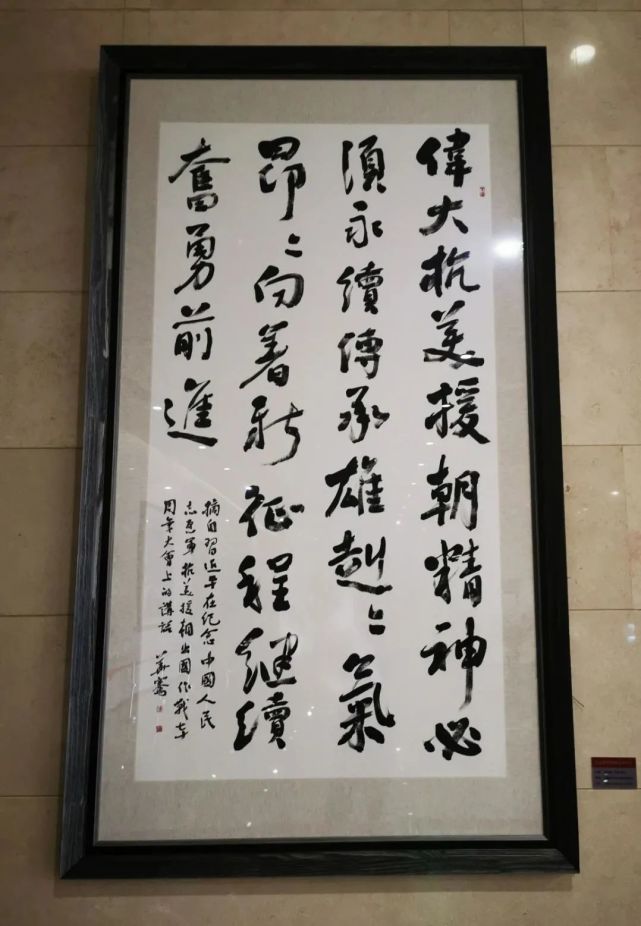 偉大抗美援朝精神必
須永續傳承雄赳〻氣
昂〻向着新征程繼續
奮勇前進
摘自習近平在纪念中國人民
志愿軍抗美援朝出國作戰七十
周年大會上的講話